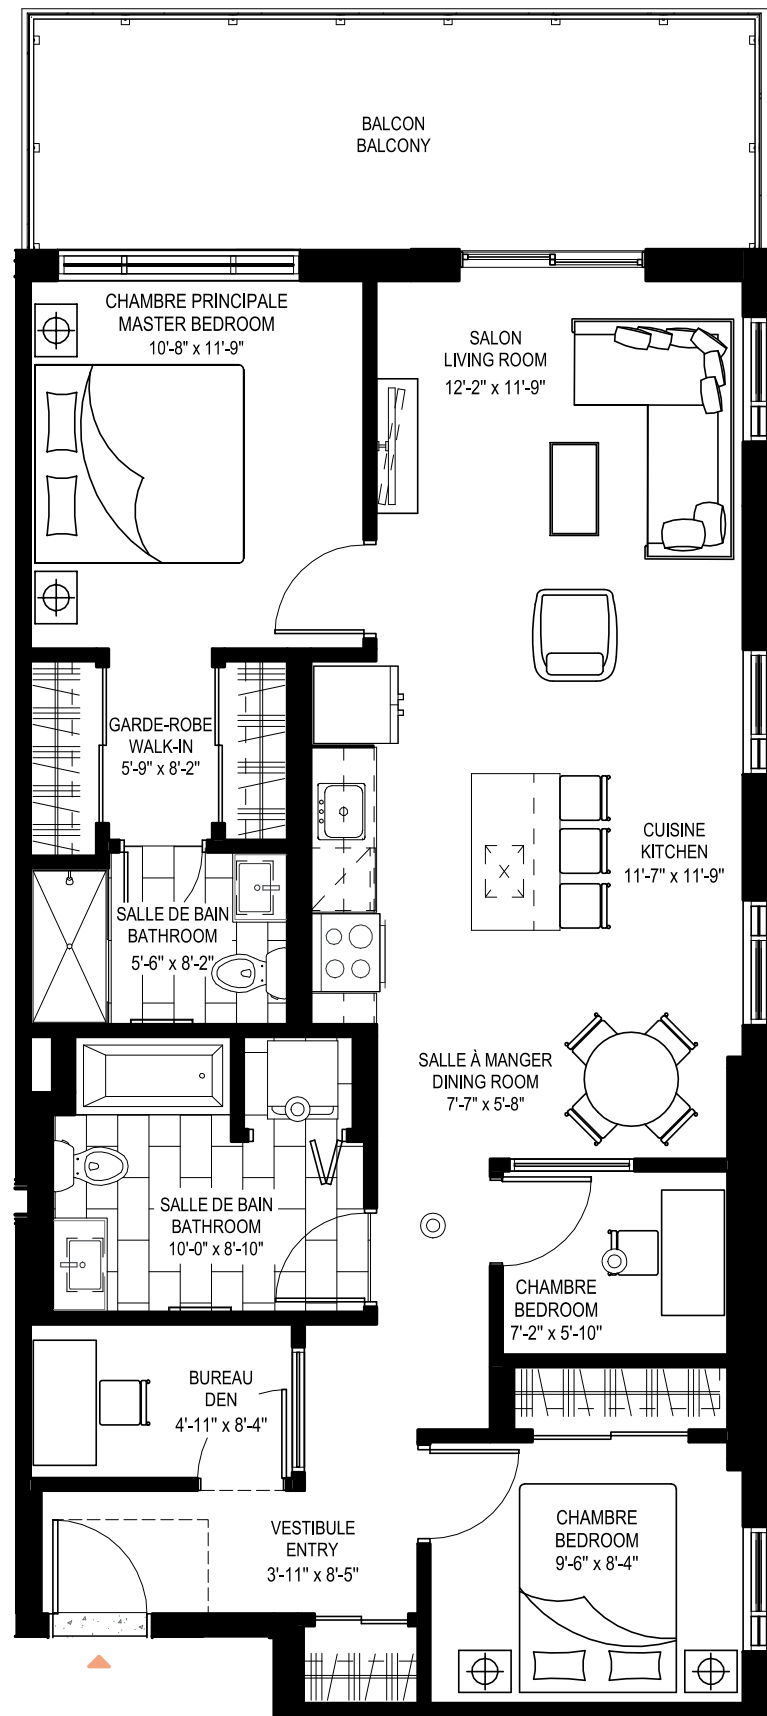 BALCON
BALCONY
CHAMBRE PRINCIPALE
MASTER BEDROOM
10'-8" x 11'-9"
SALON
LIVING ROOM
12'-2" x 11'-9"
GARDE-ROBE
WALK-IN
5'-9" x 8'-2"
CUISINE
KITCHEN
11'-7" x 11'-9"
SALLE DE BAIN
BATHROOM
5'-6" x 8'-2"
SALLE À MANGER
DINING ROOM
7'-7" x 5'-8"
SALLE DE BAIN
BATHROOM
10'-0" x 8'-10"
CHAMBRE
BEDROOM
7'-2" x 5'-10"
BUREAU
DEN
4'-11" x 8'-4"
VESTIBULE
ENTRY
3'-11" x 8'-5"
CHAMBRE
BEDROOM
9'-6" x 8'-4"